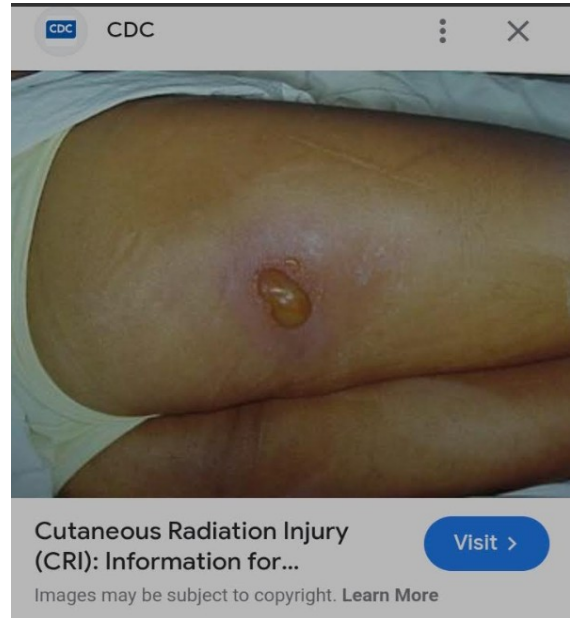 CDC CDC
Cutaneous Radiation Injury
(CRI): Information for...
Visit >
Images may be subject to copyright. Learn More